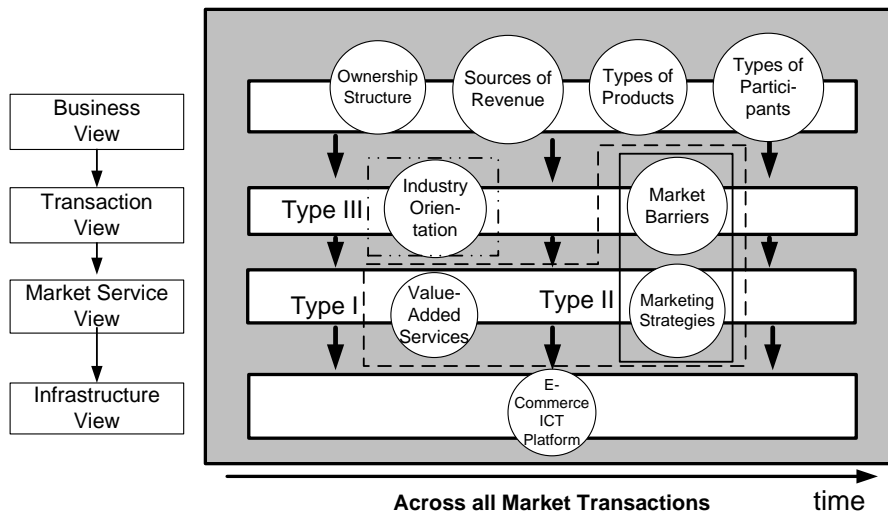 Business
View
Transaction
View
Market Service
View
Infrastructure
View
Ownership
Structure
Sources of
Revenue
Types of
Products
Types of
Partici-
pants
Type III
Industry
Orien-
tation
Market
Barriers
Type I
Value-
Added
Services
Type II
Marketing
Strategies
E-
Commerce
ICT
Platform
Across all Market Transactions
time